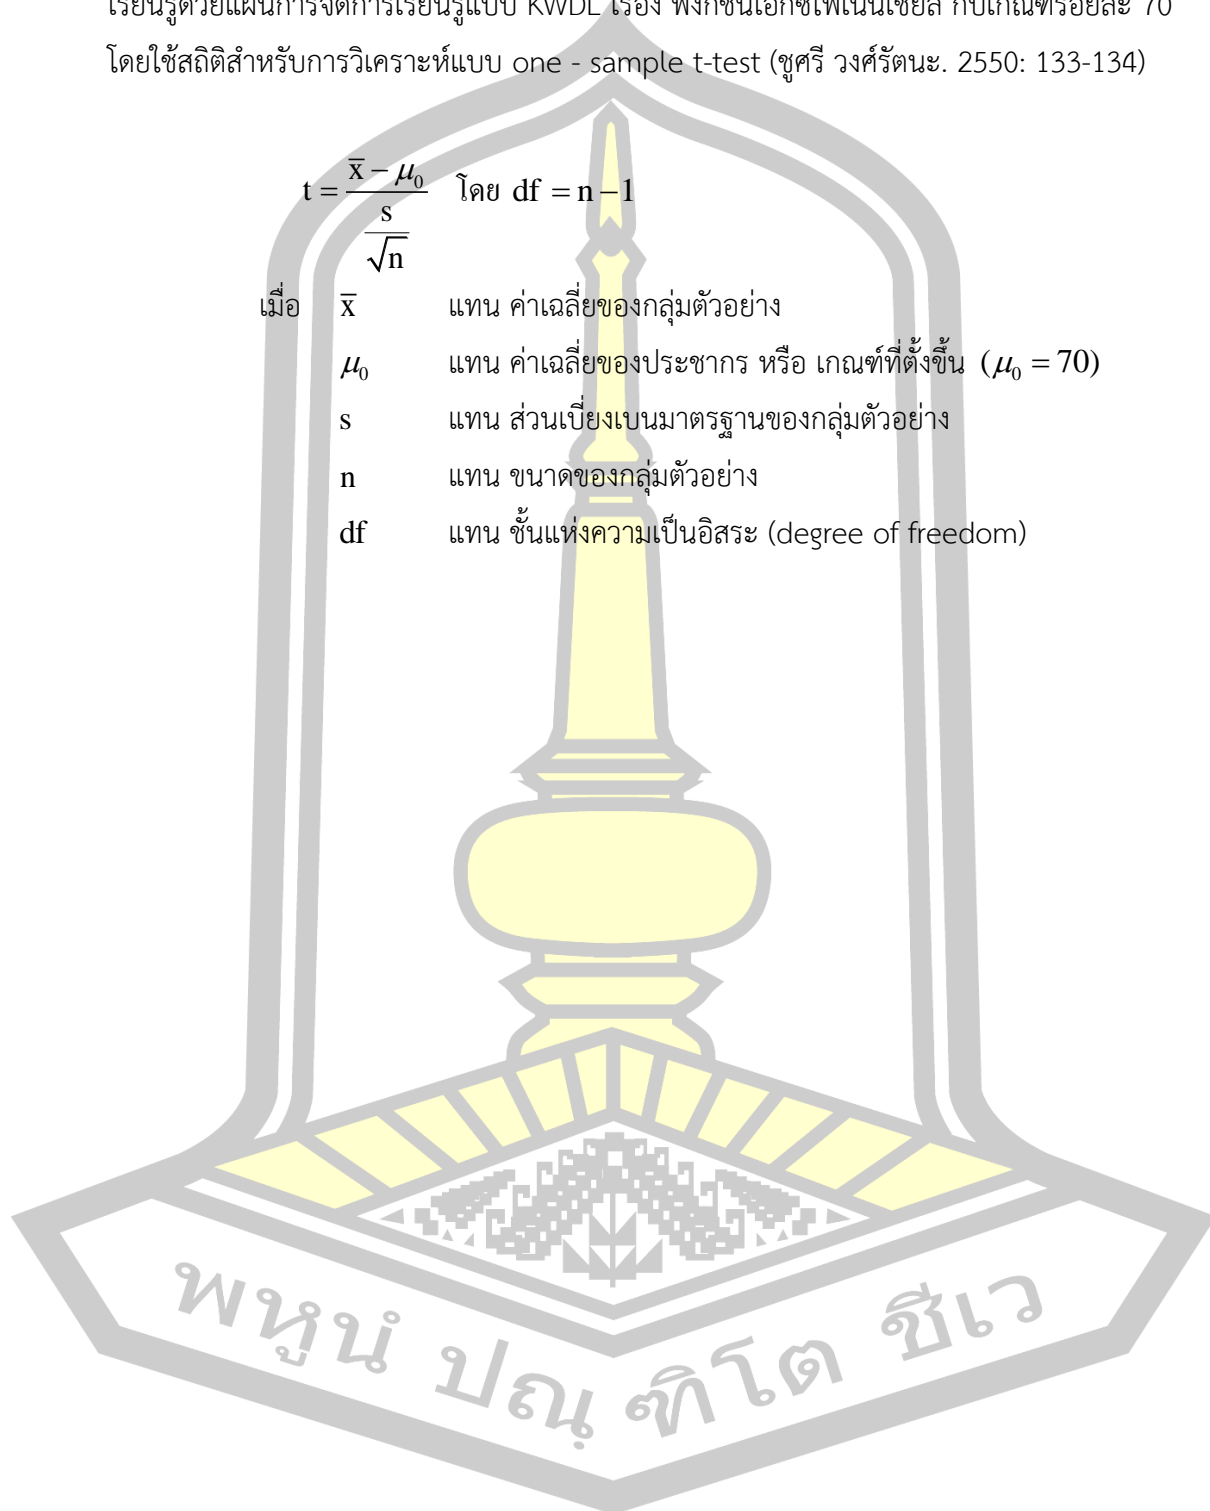 เรียนรู้ด้วยแผนการจัดการเรียนรู้แบบ KWDL เรื่อง ฟังก์ชันเอกซ์โพเนนเชียล กับเกณฑ์ร้อยละ 70
โดยใช้สถิติสำหรับการวิเคราะห์แบบ one - sample t-test (ชูศรี วงศ์รัตนะ. 2550: 133-134)
t = (x̅ − μ₀) / (s / √n) โดย df = n − 1
เมื่อ x̅ แทน ค่าเฉลี่ยของกลุ่มตัวอย่าง
μ₀ แทน ค่าเฉลี่ยของประชากร หรือ เกณฑ์ที่ตั้งขึ้น (μ₀ = 70)
s แทน ส่วนเบี่ยงเบนมาตรฐานของกลุ่มตัวอย่าง
n แทน ขนาดของกลุ่มตัวอย่าง
df แทน ชั้นแห่งความเป็นอิสระ (degree of freedom)
พหูนํ ปณฺฑิโต ชีเว